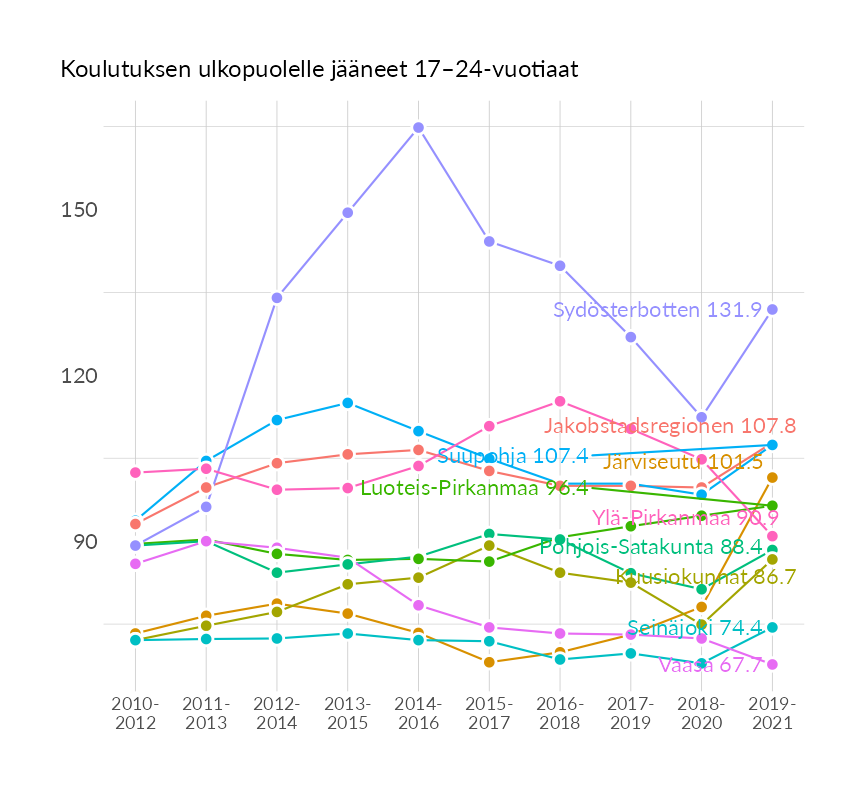 Koulutuksen ulkopuolelle jääneet 17–24-vuotiaat
150
120
90
Sydösterbotten 131.9
Jakobstadsregionen 107.8
Suupohja 107.4
Järviseutu 101.5
Luoteis-Pirkanmaa 96.4
Ylä-Pirkanmaa 90.9
Pohjois-Satakunta 88.4
Kuusiokunnat 86.7
Seinäjoki 74.4
Vaasa 67.7
2010-
2012
2011-
2013
2012-
2014
2013-
2015
2014-
2016
2015-
2017
2016-
2018
2017-
2019
2018-
2020
2019-
2021